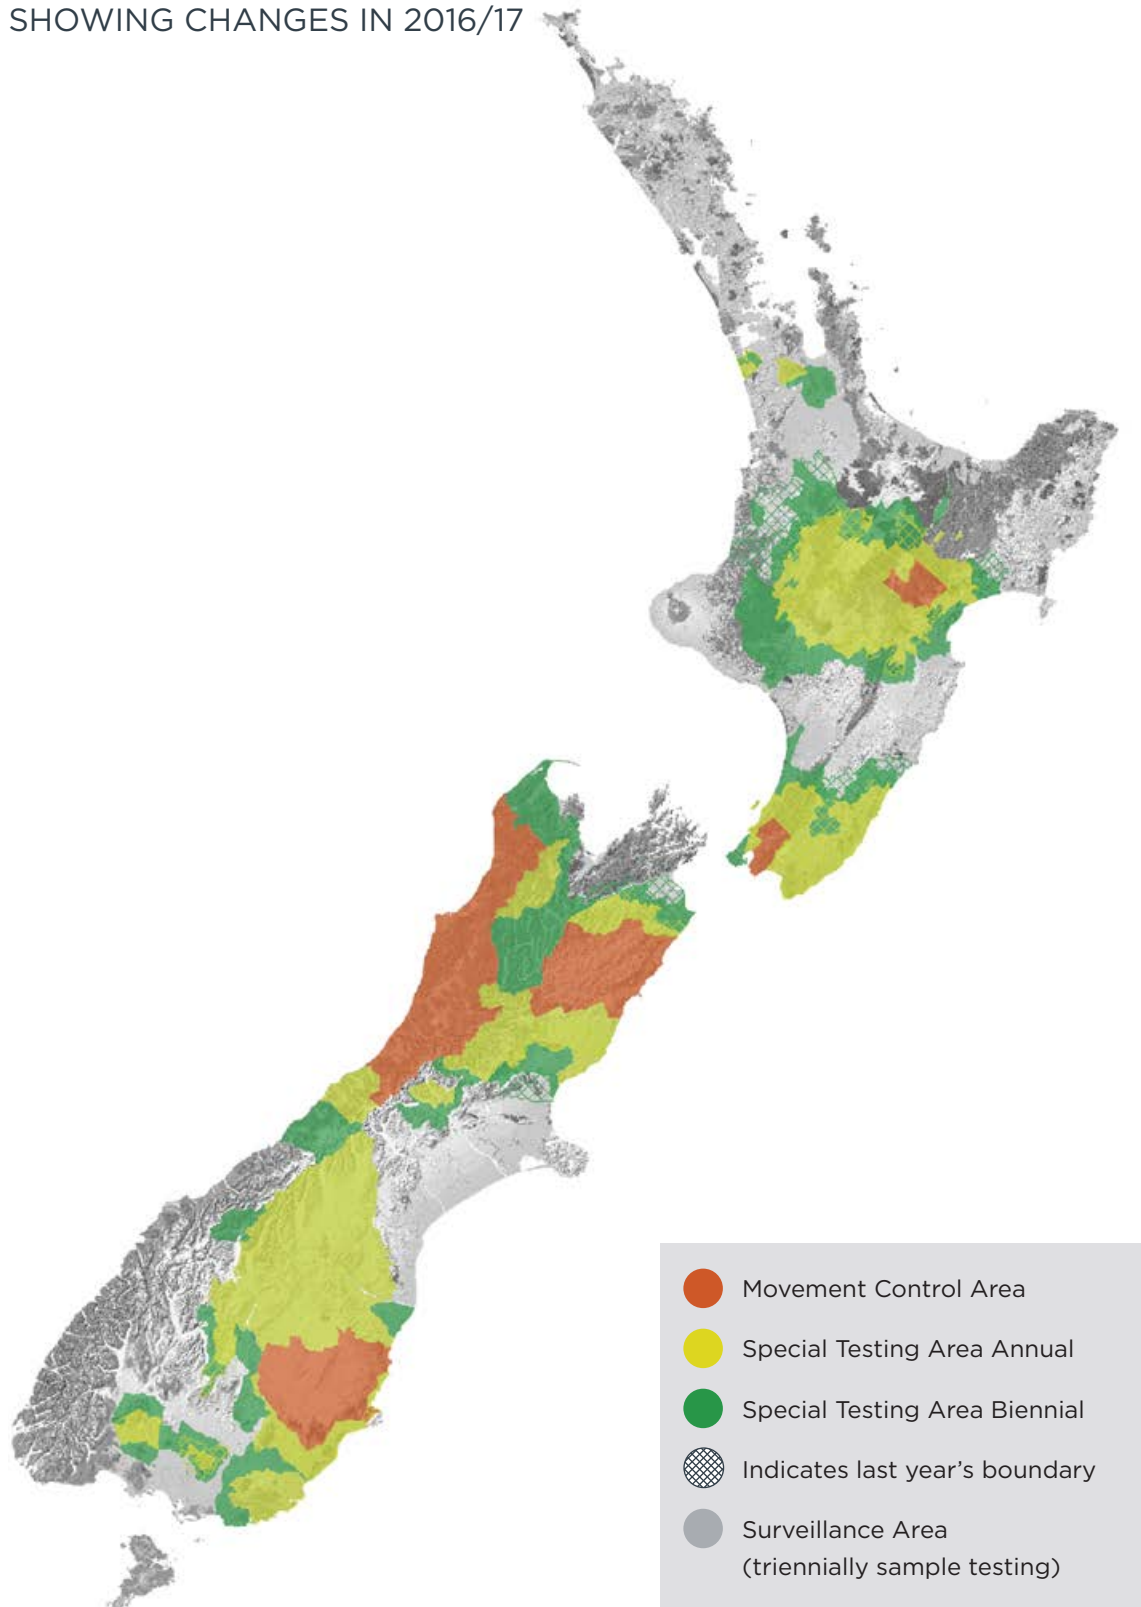 SHOWING CHANGES IN 2016/17
Movement Control Area
Special Testing Area Annual
Special Testing Area Biennial
Indicates last year’s boundary
Surveillance Area
(triennially sample testing)